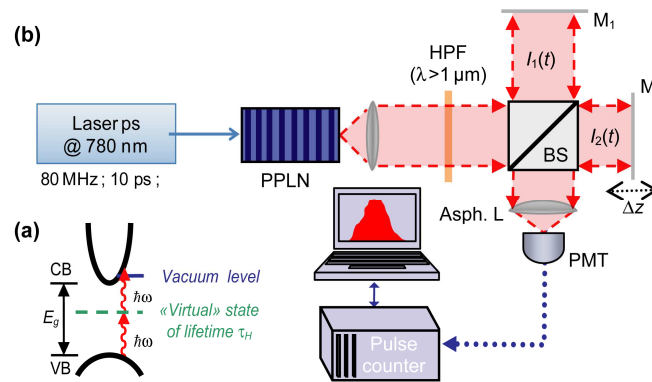 (b)
Laser ps
@ 780 nm
80 MHz ; 10 ps ;
PPLN
HPF
(λ>1 µm)
M1
I1(t)
M
I2(t)
BS
Δz
Asph. L
PMT
Pulse
counter
(a)
CB
Vacuum level
ħω
Eg
«Virtual» state
of lifetime τH
ħω
VB